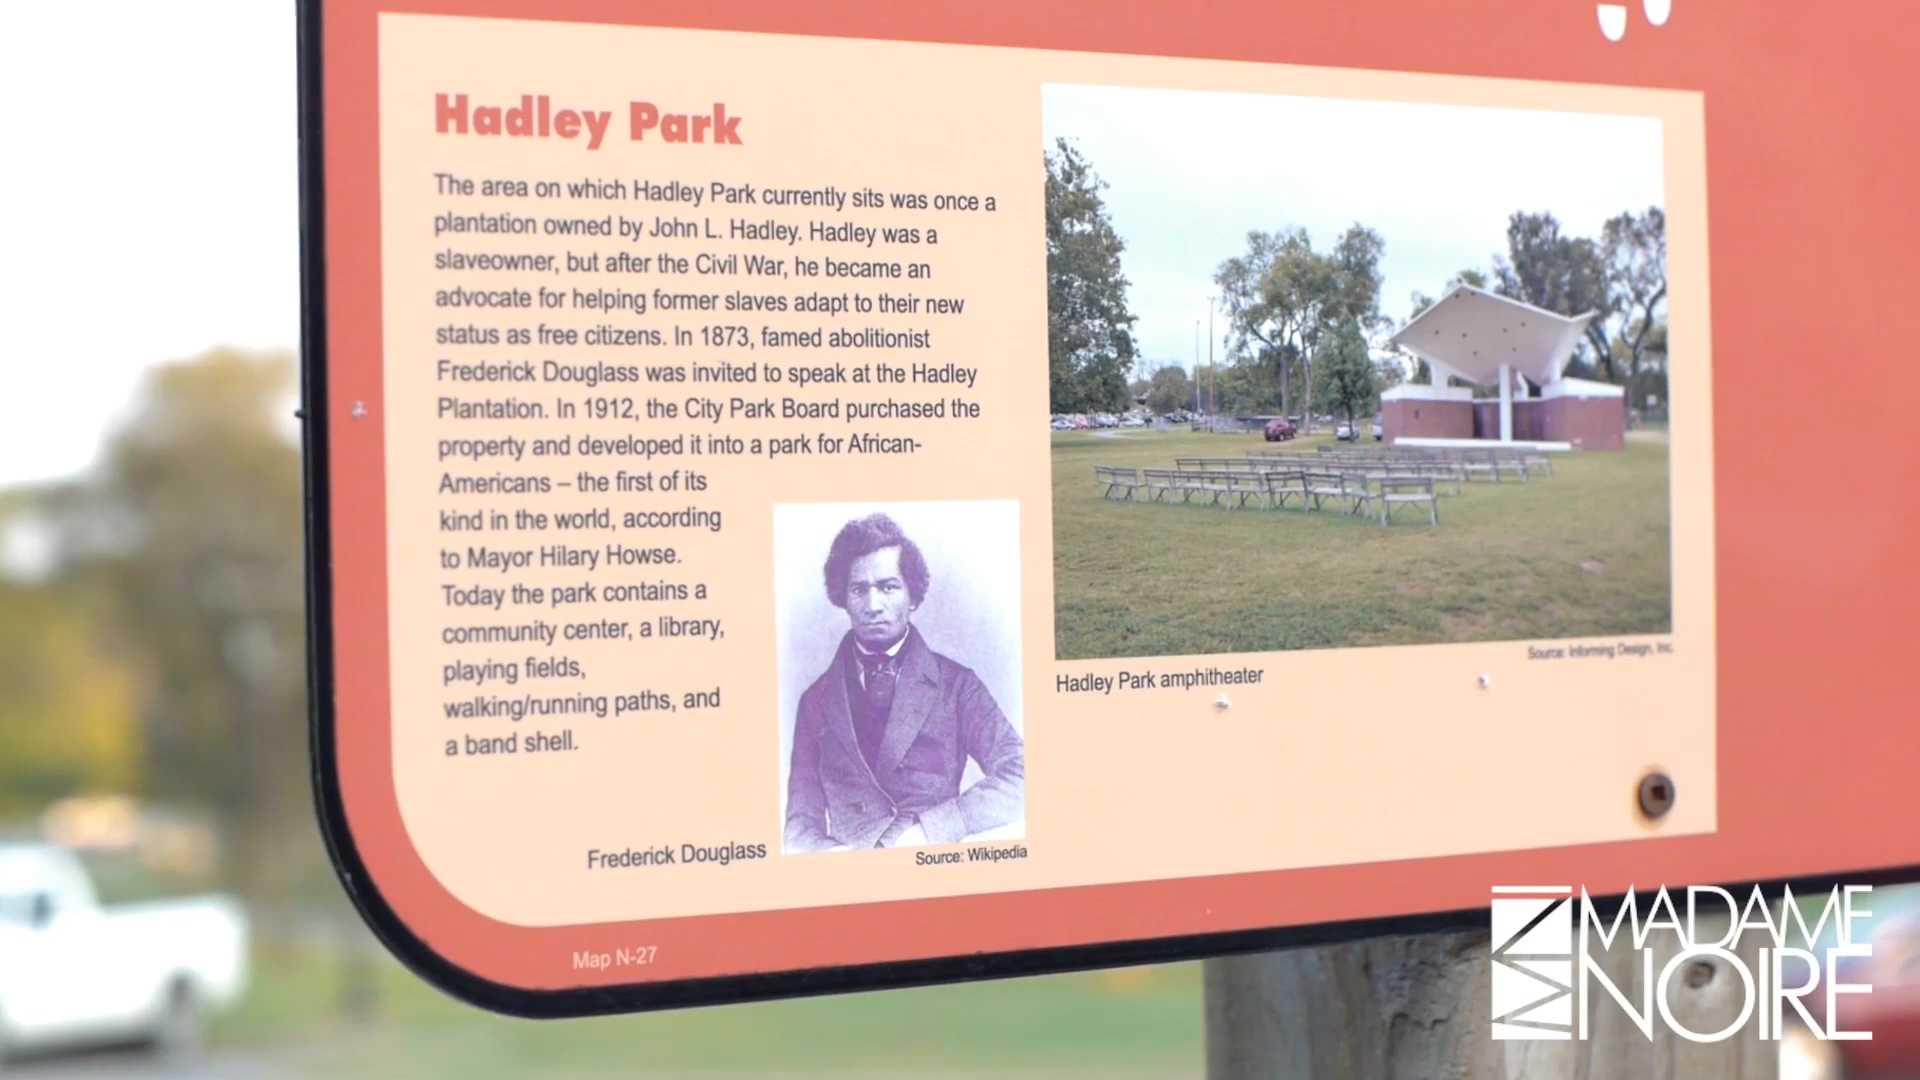 Hadley Park
The area on which Hadley Park currently sits was once a
plantation owned by John L. Hadley. Hadley was a
slaveowner, but after the Civil War, he became an
advocate for helping former slaves adapt to their new
status as free citizens. In 1873, famed abolitionist
Frederick Douglass was invited to speak at the Hadley
Plantation. In 1912, the City Park Board purchased the
property and developed it into a park for African-
Americans – the first of its
kind in the world, according
to Mayor Hilary Howse.
Today the park contains a
community center, a library,
playing fields,
walking/running paths, and
a band shell.
Frederick Douglass
Source: Wikipedia
Source: Informing Design, Inc.
Hadley Park amphitheater
Map N-27
MADAME
NOIRE